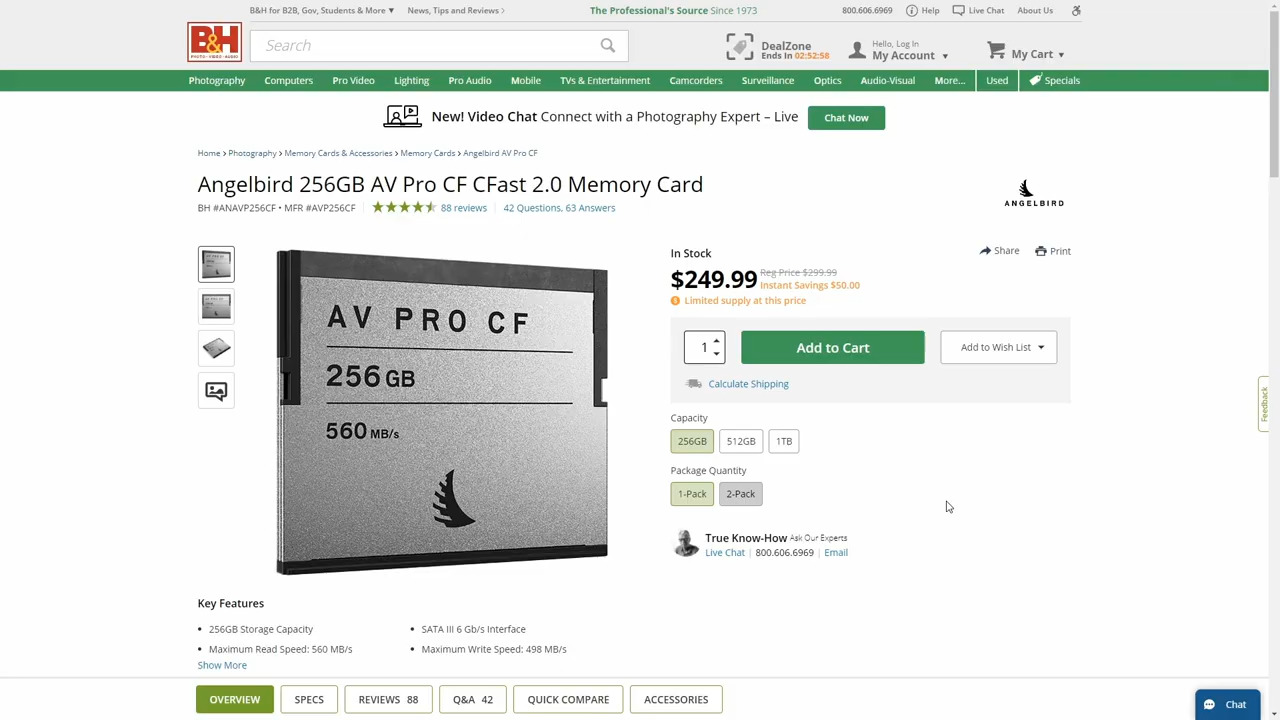 B&H for B2B, Gov, Students & More ▼
News, Tips and Reviews ›
The Professional's Source Since 1973
800.606.6969
Help
Live Chat
About Us
B&H
PHOTO • VIDEO • AUDIO
Search
DealZone
Ends In 02:52:58
Hello, Log In
My Account ▼
My Cart ▼
Photography
Computers
Pro Video
Lighting
Pro Audio
Mobile
TVs & Entertainment
Camcorders
Surveillance
Optics
Audio-Visual
More...
Used
Specials
New! Video Chat Connect with a Photography Expert – Live
Chat Now
Home › Photography › Memory Cards & Accessories › Memory Cards › Angelbird AV Pro CF
Angelbird 256GB AV Pro CF CFast 2.0 Memory Card
BH #ANAVP256CF • MFR #AVP256CF
88 reviews
42 Questions, 63 Answers
ANGELBIRD
AV PRO CF
256 GB
560 MB/s
In Stock
Share
Print
$249.99
Reg Price $299.99
Instant Savings $50.00
Limited supply at this price
1
Add to Cart
Add to Wish List
Calculate Shipping
Capacity
256GB
512GB
1TB
Package Quantity
1-Pack
2-Pack
True Know-How Ask Our Experts
Live Chat | 800.606.6969 | Email
Feedback
Key Features
• 256GB Storage Capacity
• SATA III 6 Gb/s Interface
• Maximum Read Speed: 560 MB/s
• Maximum Write Speed: 498 MB/s
Show More
OVERVIEW
SPECS
REVIEWS 88
Q&A 42
QUICK COMPARE
ACCESSORIES
Chat